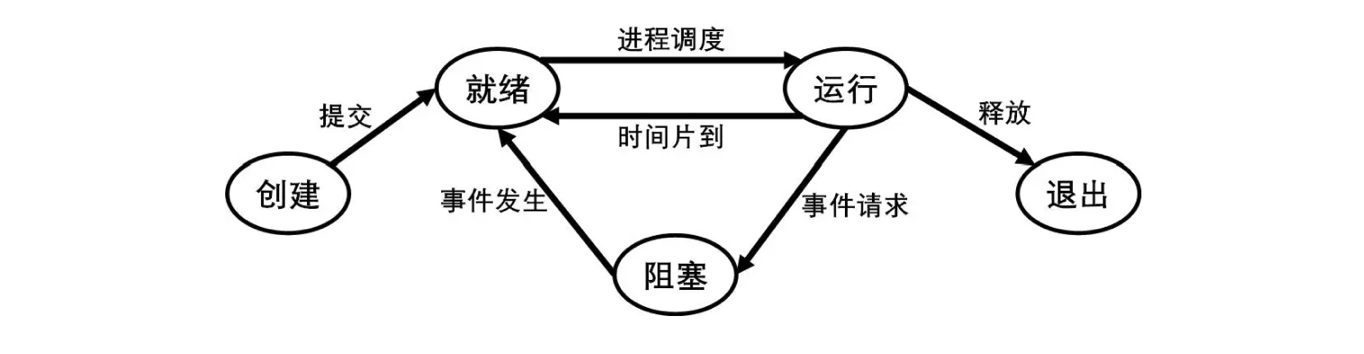 进程调度
就绪
运行
提交
时间片到
释放
创建
事件发生
事件请求
退出
阻塞